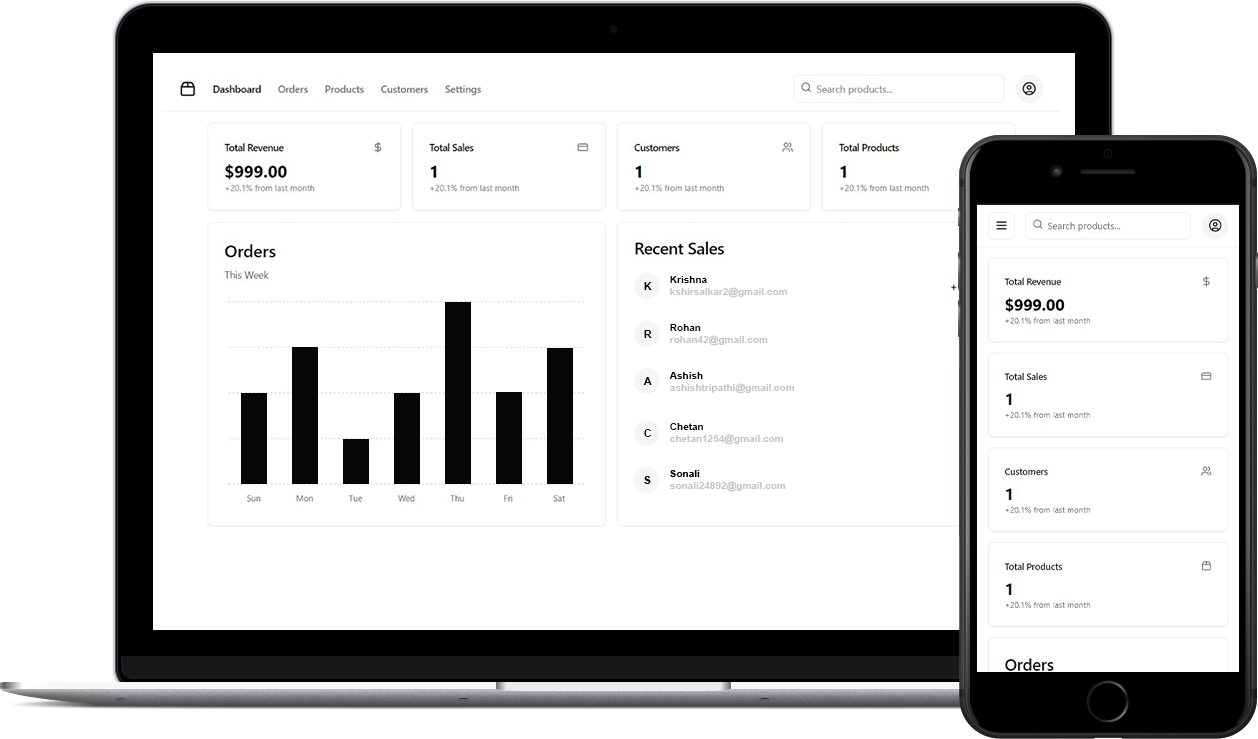 Dashboard Orders Products Customers Settings Search products...
Total Revenue $
$999.00
+20.1% from last month
Total Sales
1
+20.1% from last month
Customers
1
+20.1% from last month
Total Products
1
+20.1% from last month
Orders
This Week
Sun Mon Tue Wed Thu Fri Sat
Recent Sales
K Krishna
kshirsalkar2@gmail.com
+
R Rohan
rohan42@gmail.com
A Ashish
ashishtripathi@gmail.com
C Chetan
chetan1254@gmail.com
S Sonali
sonali24892@gmail.com
Search products...
Total Revenue $
$999.00
+20.1% from last month
Total Sales
1
+20.1% from last month
Customers
1
+20.1% from last month
Total Products
1
+20.1% from last month
Orders